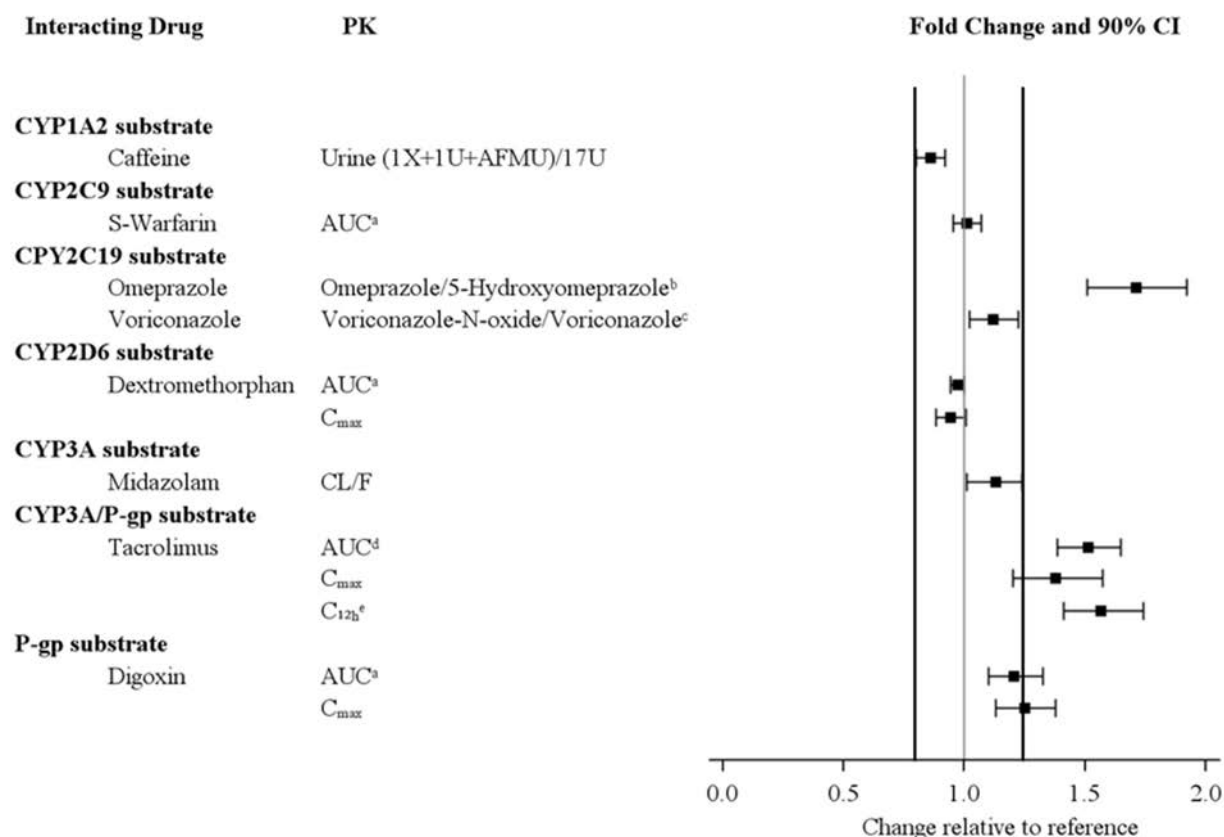 Interacting Drug PK Fold Change and 90% CI
CYP1A2 substrate
Caffeine Urine (1X+1U+AFMU)/17U
CYP2C9 substrate
S-Warfarin AUCᵃ
CPY2C19 substrate
Omeprazole Omeprazole/5-Hydroxyomeprazoleᵇ
Voriconazole Voriconazole-N-oxide/Voriconazoleᶜ
CYP2D6 substrate
Dextromethorphan AUCᵃ
Cₘₐₓ
CYP3A substrate
Midazolam CL/F
CYP3A/P-gp substrate
Tacrolimus AUCᵈ
Cₘₐₓ
C₁₂ₕᵉ
P-gp substrate
Digoxin AUCᵃ
Cₘₐₓ
0.0 0.5 1.0 1.5 2.0
Change relative to reference